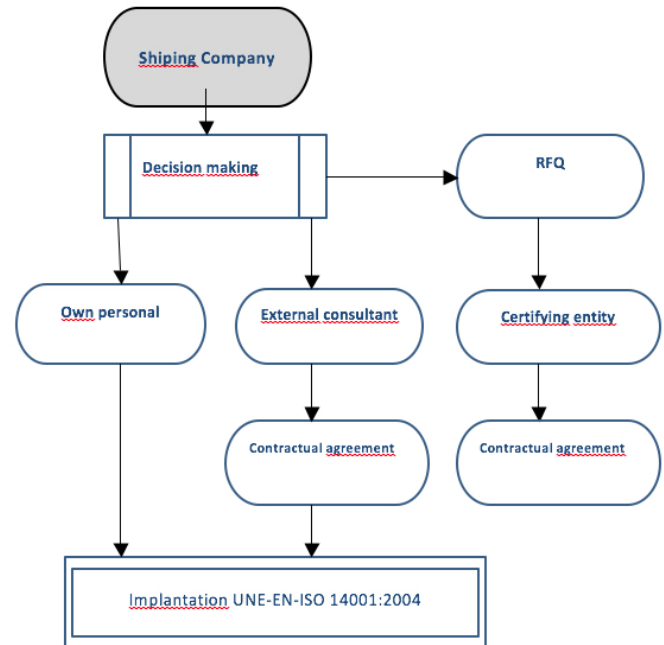 Shiping Company
Decision making
RFQ
Own personal
External consultant
Certifying entity
Contractual agreement
Contractual agreement
Implantation UNE-EN-ISO 14001:2004